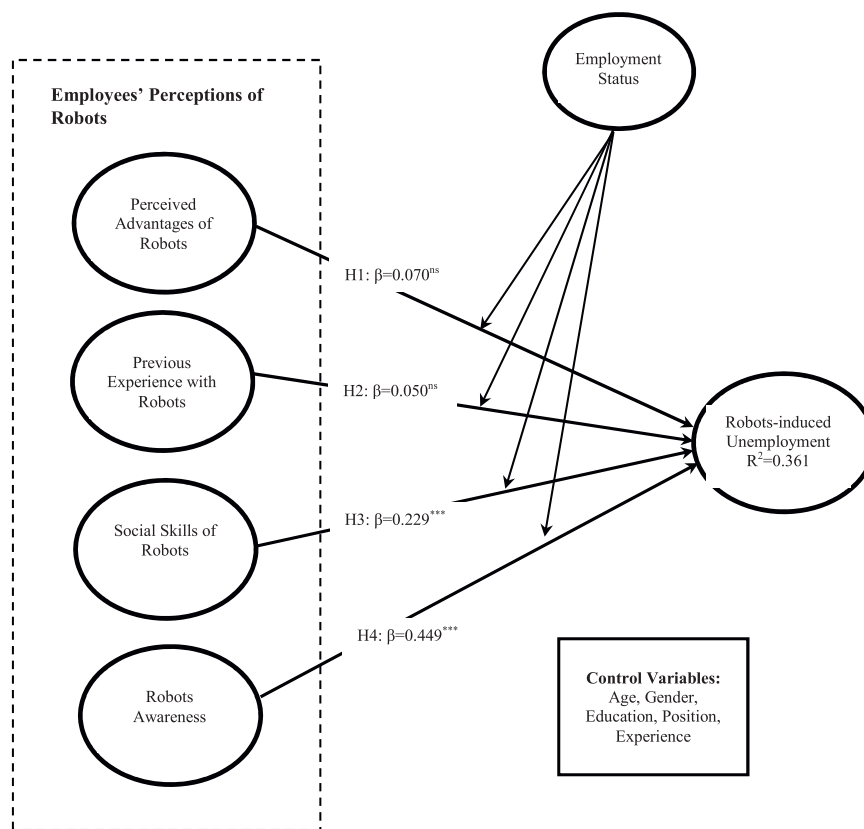 Employment
Status
Employees’ Perceptions of
Robots
Perceived
Advantages of
Robots
H1: β=0.070ns
Previous
Experience with
Robots
H2: β=0.050ns
Robots-induced
Unemployment
R2=0.361
Social Skills of
Robots
H3: β=0.229***
H4: β=0.449***
Robots
Awareness
Control Variables:
Age, Gender,
Education, Position,
Experience